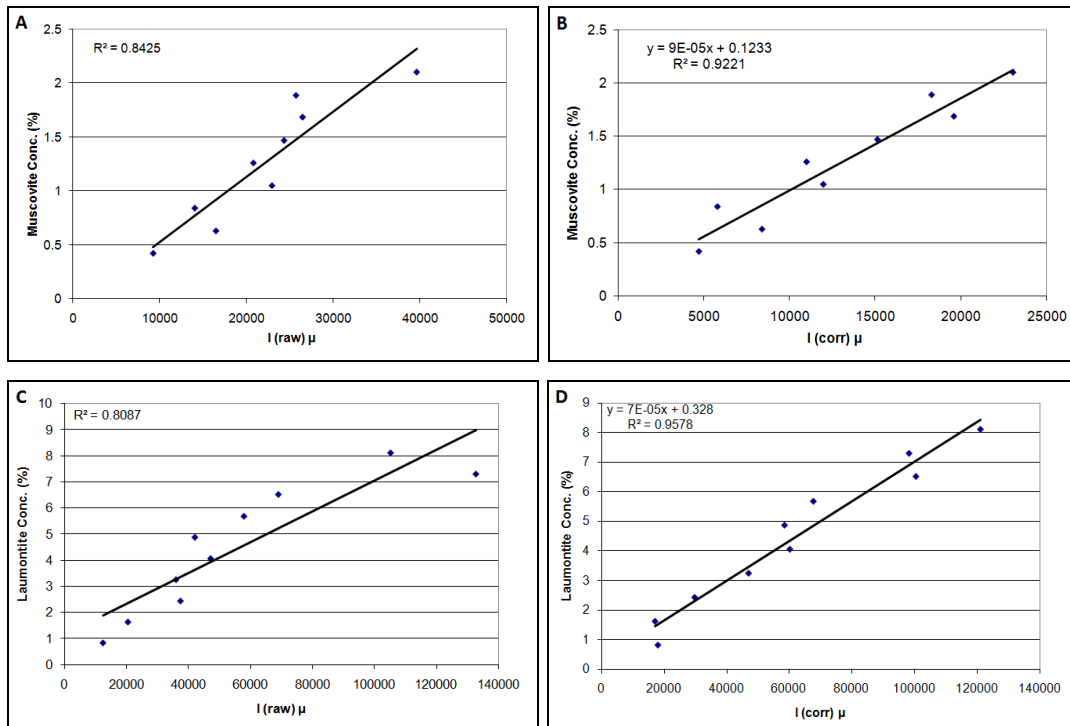 A
R² = 0.8425
2.5
2
1.5
1
0.5
0
Muscovite Conc. (%)
0 10000 20000 30000 40000 50000
I (raw) µ
B
y = 9E-05x + 0.1233
R² = 0.9221
2.5
2
1.5
1
0.5
0
Muscovite Conc. (%)
0 5000 10000 15000 20000 25000
I (corr) µ
C
R² = 0.8087
10
9
8
7
6
5
4
3
2
1
0
Laumontite Conc. (%)
0 20000 40000 60000 80000 100000 120000 140000
I (raw) µ
D
y = 7E-05x + 0.328
R² = 0.9578
9
8
7
6
5
4
3
2
1
0
Laumontite Conc. (%)
0 20000 40000 60000 80000 100000 120000 140000
I (corr) µ